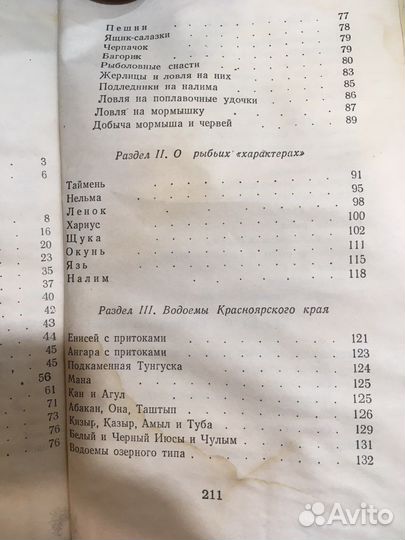 3
6
8
16
20
23
35
37
40
42
43
44
45
45
56
61
71
73
76
76
Пешни 77
Ящик-салазки 78
Черпачок 79
Багорик 79
Рыболовные снасти 80
Жерлицы и ловля на них 83
Подледники на налима 85
Ловля на поплавочные удочки 86
Ловля на мормышку 87
Добыча мормыша и червей 89
Раздел II. О рыбьих «характерах»
Таймень 91
Нельма 95
Ленок 98
Хариус 100
Щука 102
Окунь 111
Язь 115
Налим 118
Раздел III. Водоемы Красноярского края
Енисей с притоками 121
Ангара с притоками 123
Подкаменная Тунгуска 124
Мана 125
Кан и Агул 125
Абакан, Она, Таштып 126
Кизыр, Казыр, Амыл и Туба 129
Белый и Черный Июсы и Чулым 131
Водоемы озерного типа 132
211
Avito